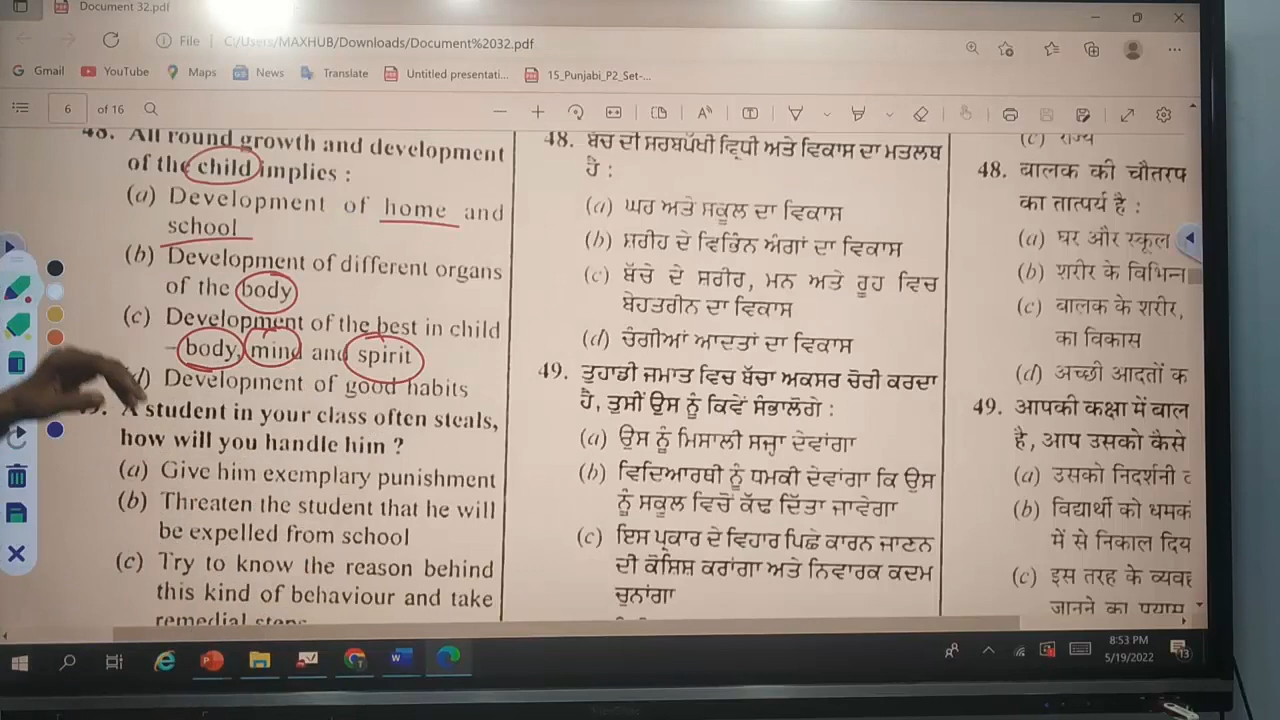 Document 32.pdf
File
C:/Users/MAXHUB/Downloads/Document%2032.pdf
Gmail
YouTube
Maps
News
Translate
Untitled presentati...
15_Punjabi_P2_Set-...
6 of 16
48. All round growth and development
of the child implies :
(a) Development of home and
school
(b) Development of different organs
of the body
(c) Development of the best in child
– body, mind and spirit
(d) Development of good habits
49. A student in your class often steals,
how will you handle him ?
(a) Give him exemplary punishment
(b) Threaten the student that he will
be expelled from school
(c) Try to know the reason behind
this kind of behaviour and take
remedial steps
48. ਬੱਚੇ ਦੀ ਸਰਬਪੱਖੀ ਵ੍ਰਿਧੀ ਅਤੇ ਵਿਕਾਸ ਦਾ ਮਤਲਬ
ਹੈ :
(a) ਘਰ ਅਤੇ ਸਕੂਲ ਦਾ ਵਿਕਾਸ
(b) ਸ਼ਰੀਰ ਦੇ ਵਿਭਿੰਨ ਅੰਗਾਂ ਦਾ ਵਿਕਾਸ
(c) ਬੱਚੇ ਦੇ ਸਰੀਰ, ਮਨ ਅਤੇ ਰੂਹ ਵਿਚ
ਬੇਹਤਰੀਨ ਦਾ ਵਿਕਾਸ
(d) ਚੰਗੀਆਂ ਆਦਤਾਂ ਦਾ ਵਿਕਾਸ
49. ਤੁਹਾਡੀ ਜਮਾਤ ਵਿਚ ਬੱਚਾ ਅਕਸਰ ਚੋਰੀ ਕਰਦਾ
ਹੈ, ਤੁਸੀਂ ਉਸ ਨੂੰ ਕਿਵੇਂ ਸੰਭਾਲੋਗੇ :
(a) ਉਸ ਨੂੰ ਮਿਸਾਲੀ ਸਜ਼ਾ ਦੇਵਾਂਗਾ
(b) ਵਿਦਿਆਰਥੀ ਨੂੰ ਧਮਕੀ ਦੇਵਾਂਗਾ ਕਿ ਉਸ
ਨੂੰ ਸਕੂਲ ਵਿਚੋਂ ਕੱਢ ਦਿੱਤਾ ਜਾਵੇਗਾ
(c) ਇਸ ਪ੍ਰਕਾਰ ਦੇ ਵਿਹਾਰ ਪਿਛੇ ਕਾਰਨ ਜਾਣਨ
ਦੀ ਕੋਸ਼ਿਸ਼ ਕਰਾਂਗਾ ਅਤੇ ਨਿਵਾਰਕ ਕਦਮ
ਚੁਨਾਂਗਾ
(c) राज्य
48. बालक की चौतरफ
का तात्पर्य है :
(a) घर और स्कूल
(b) शरीर के विभिन्न
(c) बालक के शरीर,
का विकास
(d) अच्छी आदतों क
49. आपकी कक्षा में बाल
है, आप उसको कैसे
(a) उसको निदर्शनी
(b) विद्यार्थी को धमकं
में से निकाल दिय
(c) इस तरह के व्यवह
जानने का प्रयास
8:53 PM
5/19/2022
13